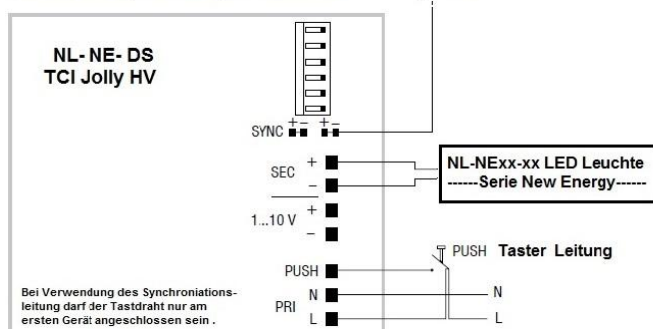 NL- NE- DS
TCI Jolly HV
SYNC + - + -
SEC +
-
1...10 V +
-
NL-NExx-xx LED Leuchte
------Serie New Energy------
PUSH
PUSH Taster Leitung
PRI N
L
N
L
Bei Verwendung des Synchroniations-
leitung darf der Tastdraht nur am
ersten Gerät angeschlossen sein .